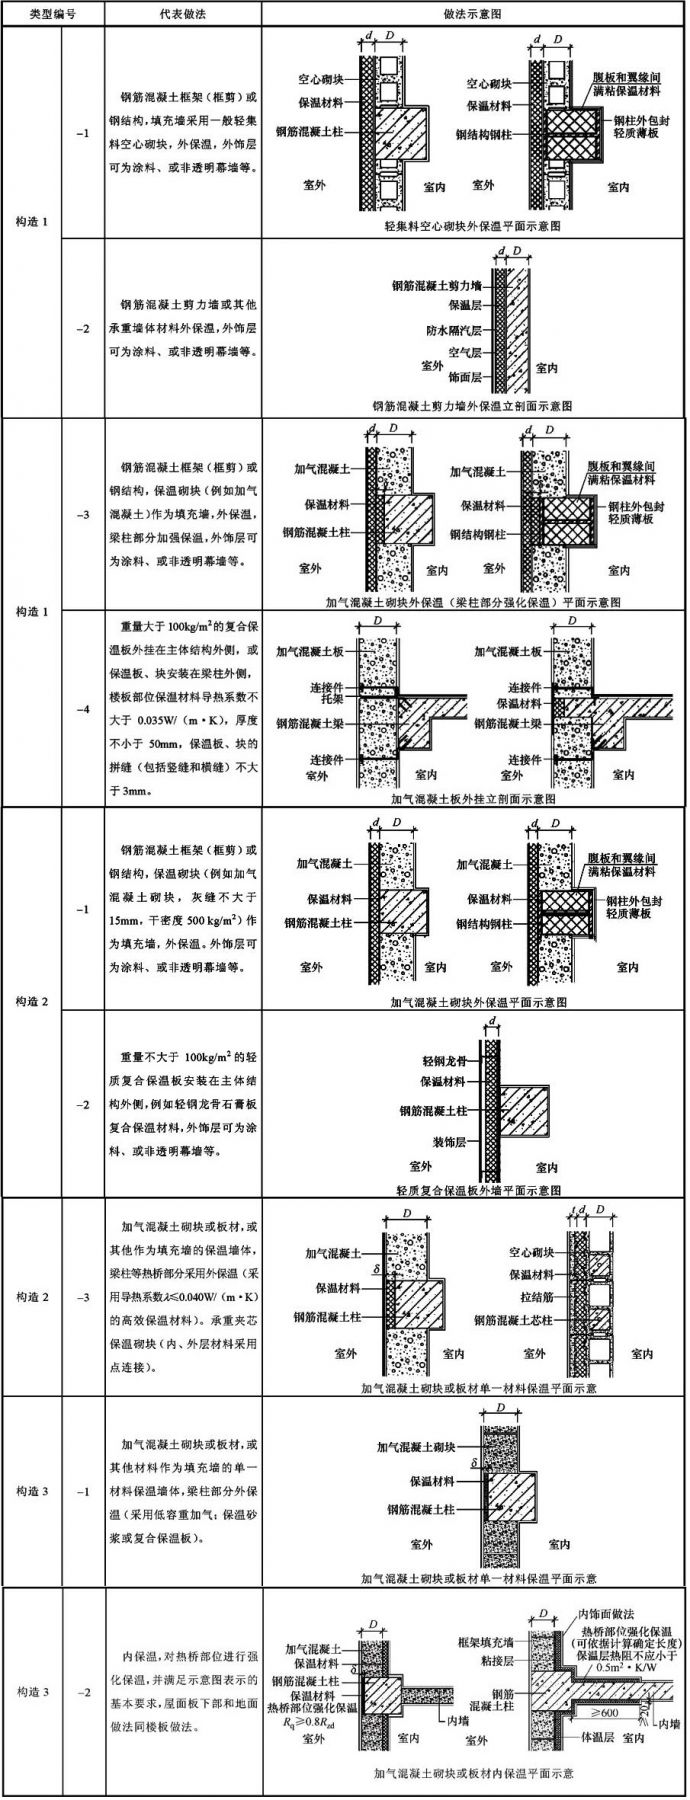 类型编号 代表做法 做法示意图
构造1
-1
钢筋混凝土框架(框剪)或
钢结构,填充墙采用一般轻集
料空心砌块,外保温,外饰层
可为涂料、或非透明幕墙等。
d D
空心砌块
保温材料
钢筋混凝土柱
室外 室内
d D
空心砌块
保温材料
钢结构钢柱
腹板和翼缘间
满粘保温材料
钢柱外包封
轻质薄板
室外 室内
轻集料空心砌块外保温平面示意图
-2
钢筋混凝土剪力墙或其他
承重墙体材料外保温,外饰层
可为涂料、或非透明幕墙等。
d D
钢筋混凝土剪力墙
保温层
防水隔汽层
空气层
饰面层
室外 室内
钢筋混凝土剪力墙外保温立剖面示意图
构造1
-3
钢筋混凝土框架(框剪)或
钢结构,保温砌块(例如加气
混凝土)作为填充墙,外保温,
梁柱部分加强保温,外饰层可
为涂料、或非透明幕墙等。
d D
加气混凝土
保温材料
钢筋混凝土柱
室外 室内
d D
加气混凝土
保温材料
钢结构钢柱
腹板和翼缘间
满粘保温材料
钢柱外包封
轻质薄板
室外 室内
加气混凝土砌块外保温(梁柱部分强化保温)平面示意图
-4
重量大于100kg/m²的复合保
温板外挂在主体结构外侧,或
保温板、块安装在梁柱外侧,
楼板部位保温材料导热系数不
大于 0.035W/(m·K),厚度
不小于 50mm,保温板、块的
拼缝(包括竖缝和横缝)不大
于3mm。
D
加气混凝土板
连接件
托架
钢筋混凝土梁
连接件
室外 室内
D
加气混凝土板
连接件
保温材料
钢筋混凝土梁
连接件
室外 室内
加气混凝土板外挂立剖面示意图
构造2
-1
钢筋混凝土框架(框剪)或
钢结构,保温砌块(例如加气
混凝土砌块,灰缝不大于
15mm,干密度 500 kg/m²)作
为填充墙,外保温。外饰层可
为涂料、或非透明幕墙等。
d D
加气混凝土
保温材料
钢筋混凝土柱
室外 室内
d D
加气混凝土
保温材料
钢结构钢柱
腹板和翼缘间
满粘保温材料
钢柱外包封
轻质薄板
室外 室内
加气混凝土砌块外保温平面示意图
-2
重量不大于 100kg/m²的轻
质复合保温板安装在主体结
构外侧,例如轻钢龙骨石膏板
复合保温材料,外饰层可为涂
料、或非透明幕墙等。
d
轻钢龙骨
保温材料
钢筋混凝土柱
装饰层
室外 室内
轻质复合保温板外墙平面示意图
构造2
-3
加气混凝土砌块或板材,或
其他作为填充墙的保温墙体,
梁柱等热桥部分采用外保温(采
用导热系数λ≤0.040W/(m·K)
的高效保温材料)。承重夹芯
保温砌块(内、外层材料采用
点连接)。
D
加气混凝土
δ
保温材料
钢筋混凝土柱
室外 室内
t d D
空心砌块
保温材料
拉结筋
钢筋混凝土芯柱
室外 室内
加气混凝土砌块或板材单一材料保温平面示意
构造3
-1
加气混凝土砌块或板材,或
其他材料作为填充墙的单一
材料保温墙体,梁柱部分外保
温(采用低容重加气;保温砂
浆或复合保温板)。
D
加气混凝土砌块
δ
保温材料
钢筋混凝土柱
室外 室内
加气混凝土砌块或板材单一材料保温平面示意
构造3
-2
内保温,对热桥部位进行强
化保温,并满足示意图表示的
基本要求,屋面板下部和地面
做法同楼板做法。
D
加气混凝土
保温材料
δ
钢筋混凝土柱
保温材料
热桥部位强化保温
Rq≥0.8Rzd
内墙
室外 室内
D
内饰面做法
框架填充墙
粘接层
热桥部位强化保温
(可依据计算确定长度)
保温层热阻不应小于
0.5m²·K/W
钢筋
混凝土柱
≥600
≥20
内墙
体温层
室外 室内
加气混凝土砌块或板材内保温平面示意